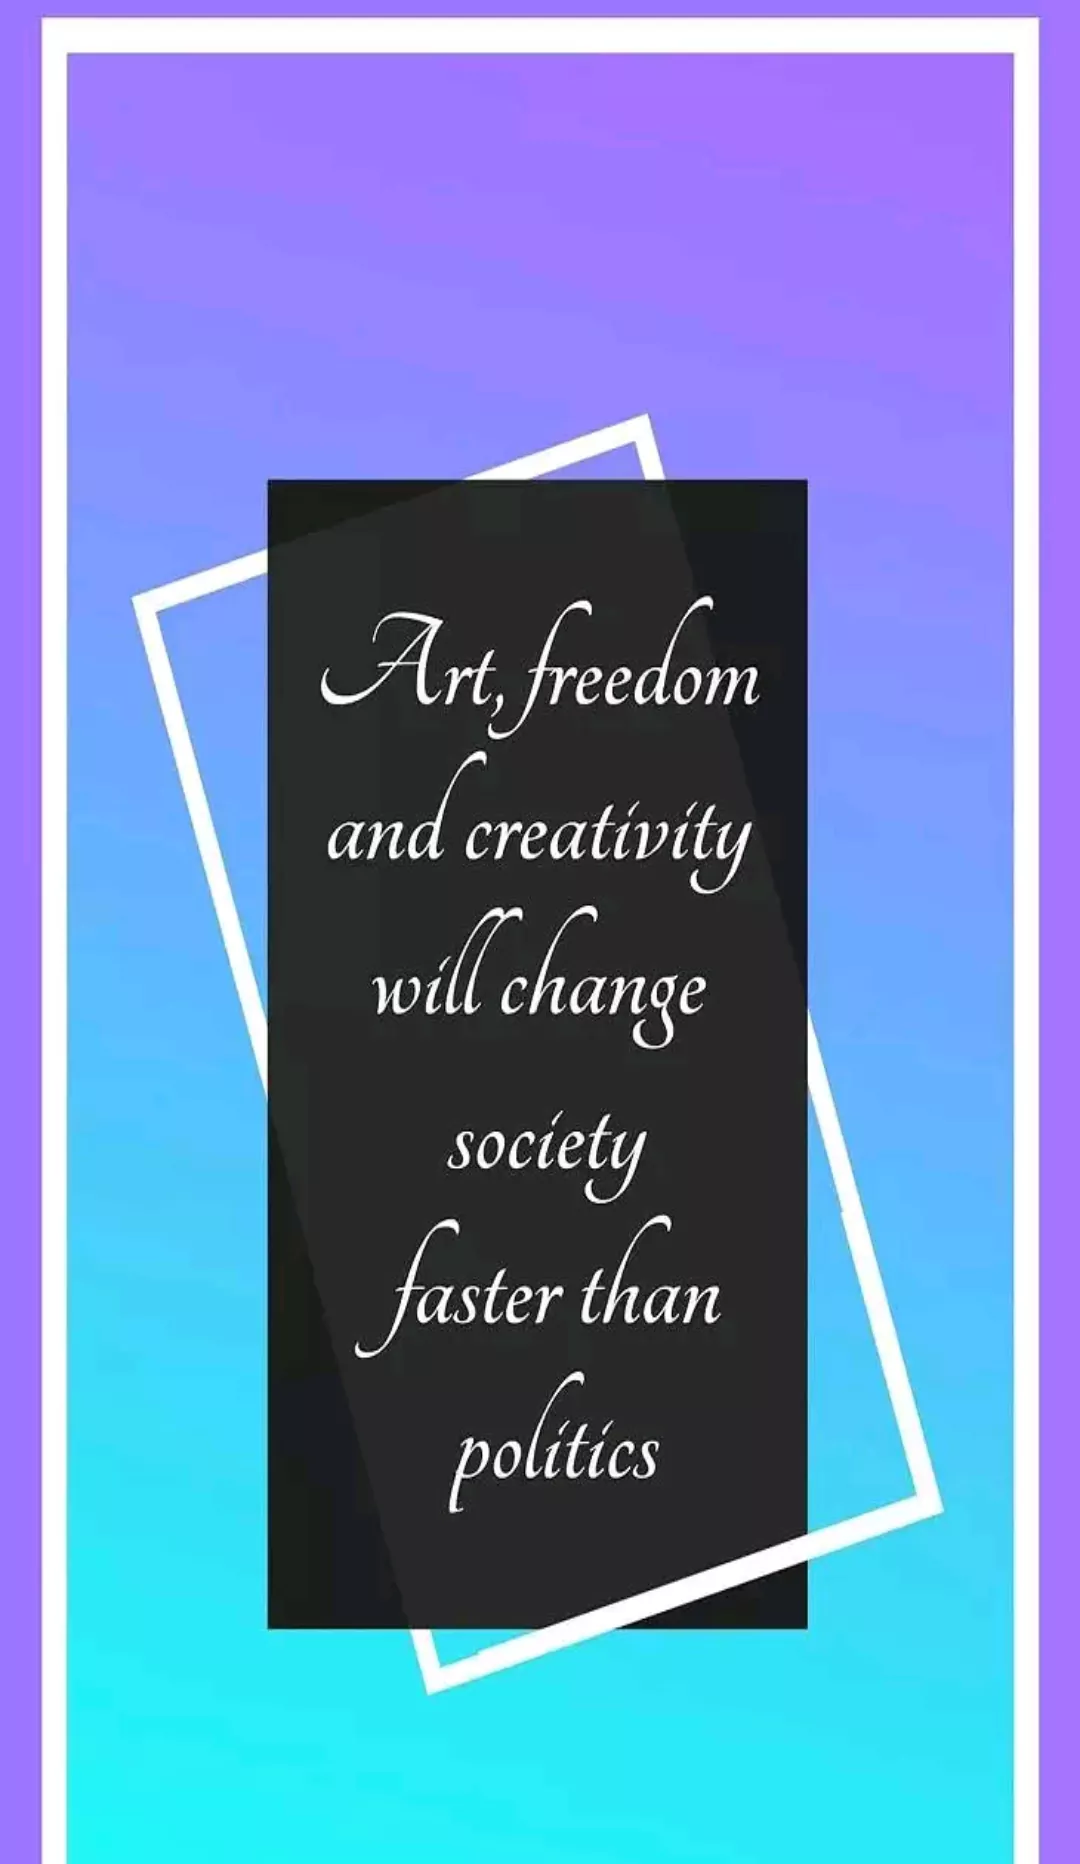 Art, freedom
and creativity
will change
society
faster than
politics